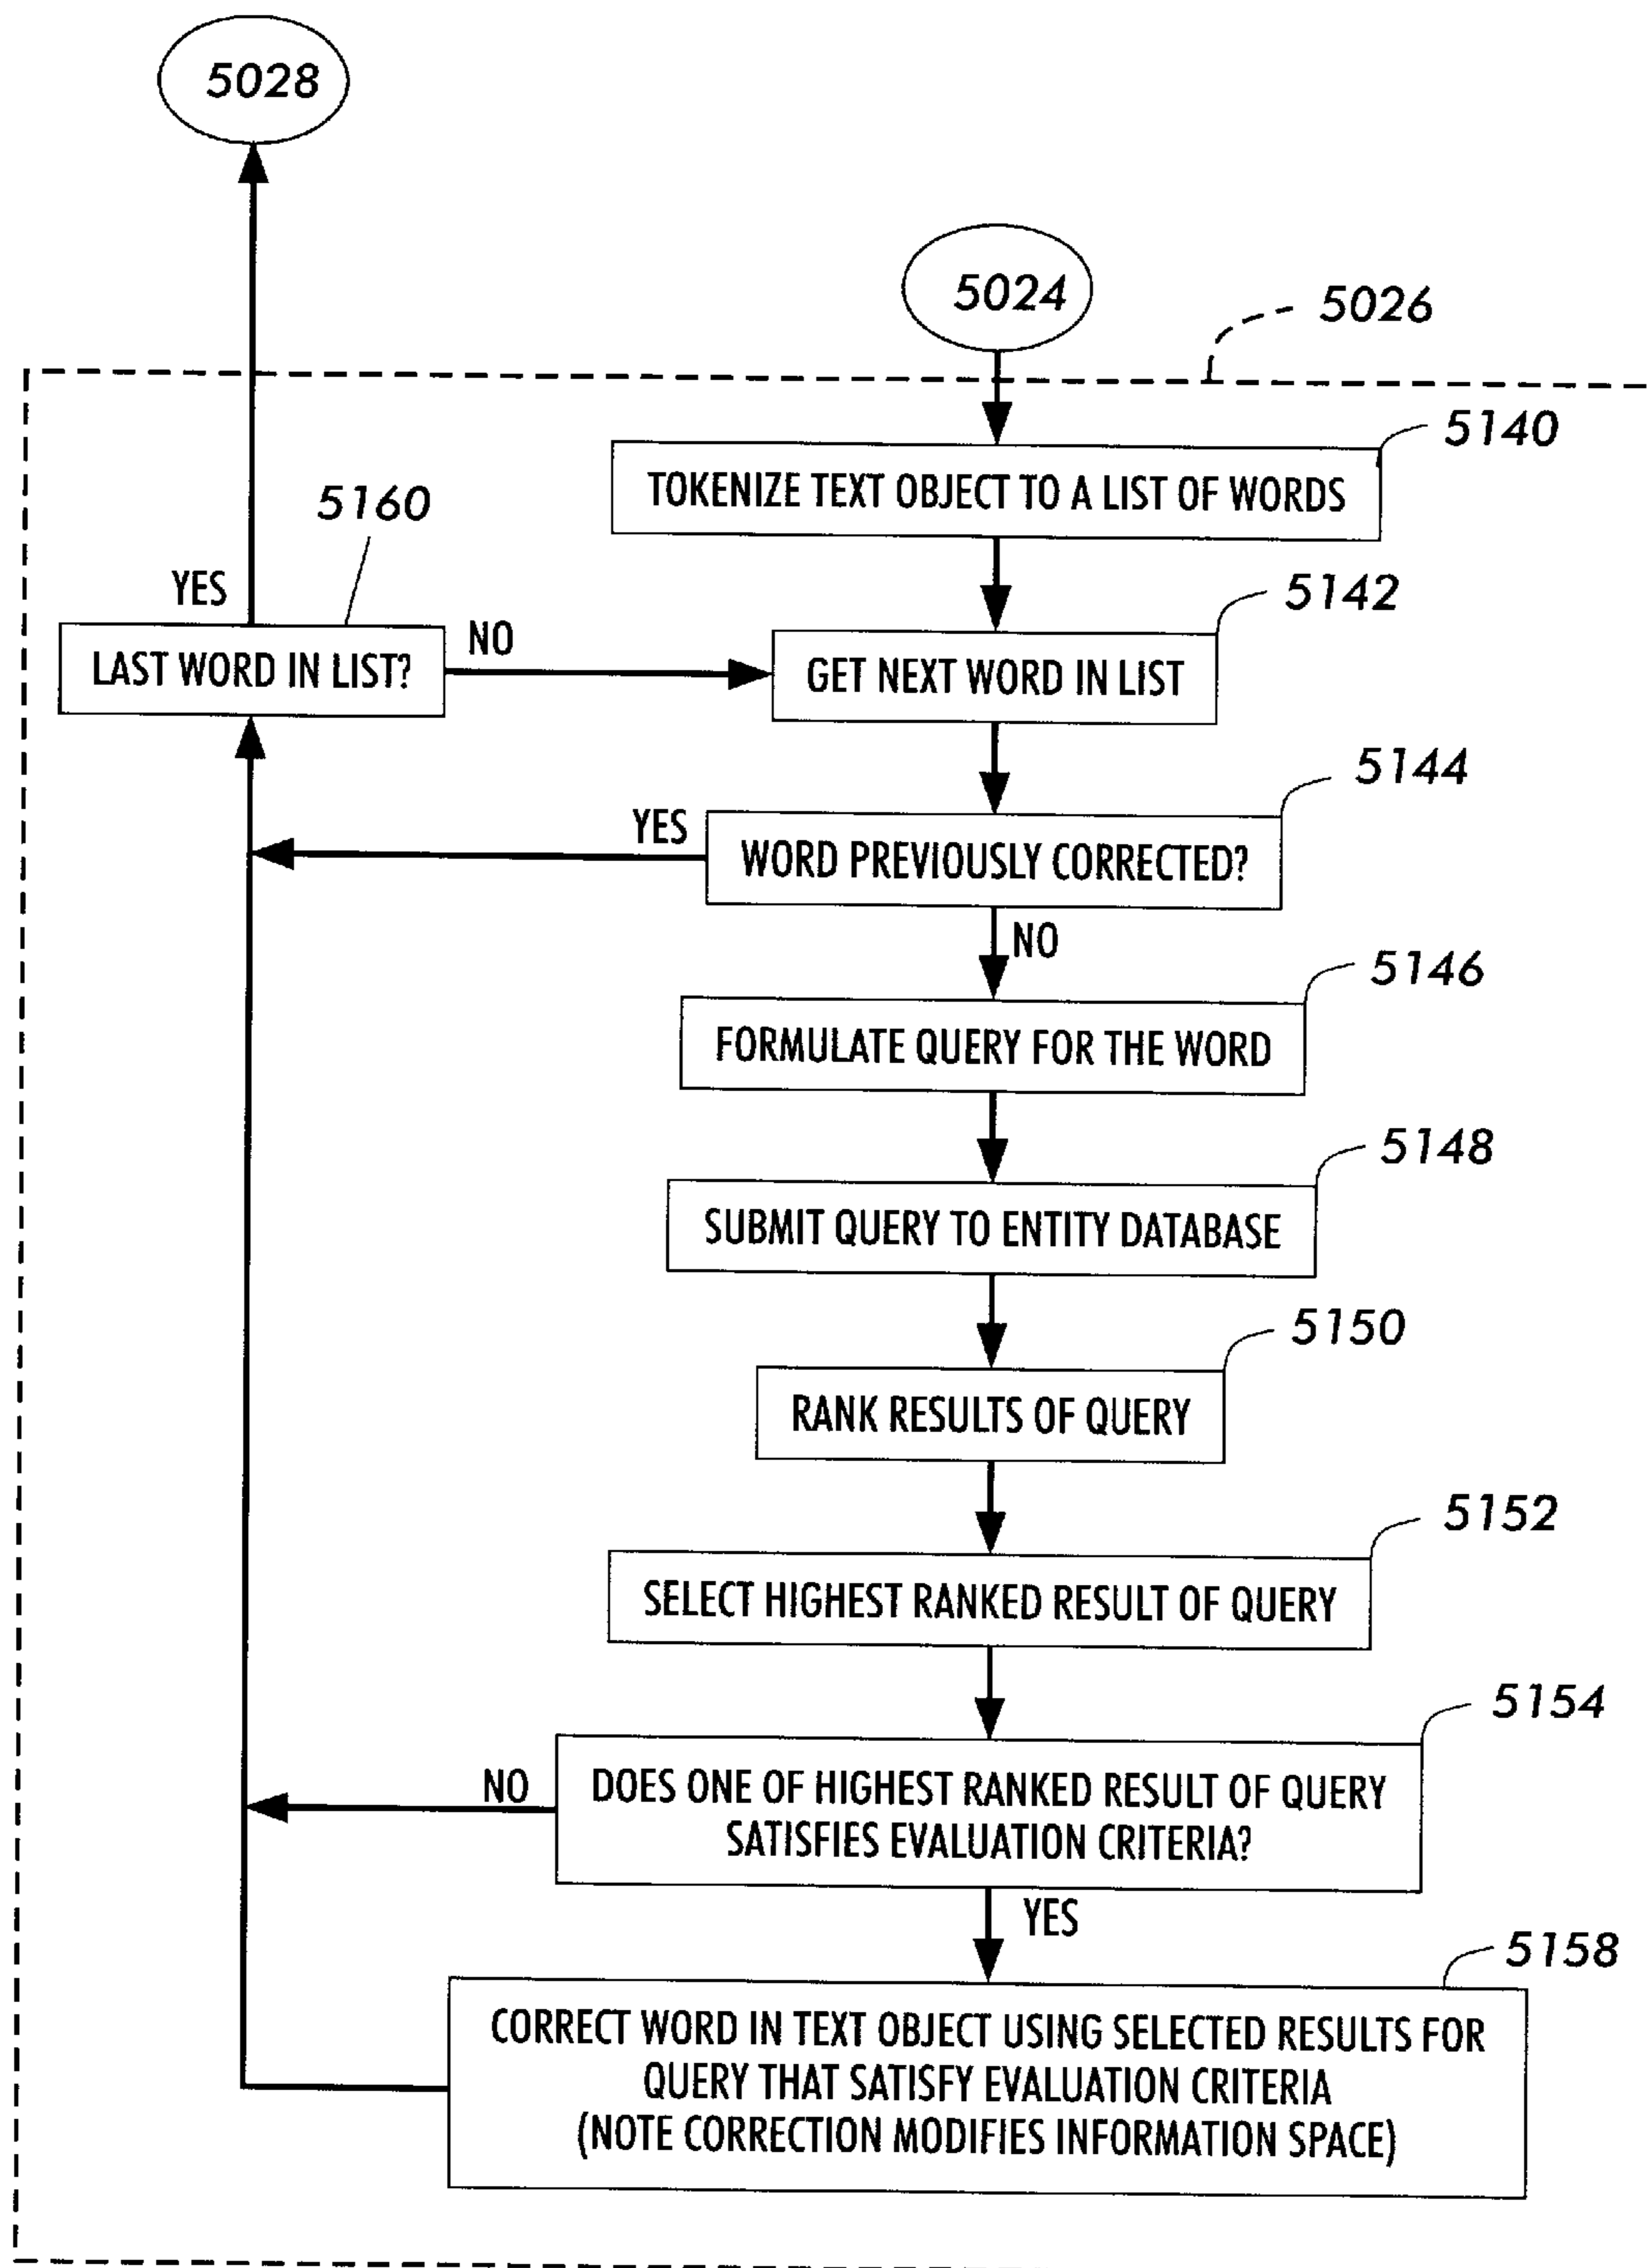 5028
5024
5026
5140
TOKENIZE TEXT OBJECT TO A LIST OF WORDS
5160
YES
5142
LAST WORD IN LIST?
NO
GET NEXT WORD IN LIST
5144
YES
WORD PREVIOUSLY CORRECTED?
NO
5146
FORMULATE QUERY FOR THE WORD
5148
SUBMIT QUERY TO ENTITY DATABASE
5150
RANK RESULTS OF QUERY
5152
SELECT HIGHEST RANKED RESULT OF QUERY
5154
NO
DOES ONE OF HIGHEST RANKED RESULT OF QUERY
SATISFIES EVALUATION CRITERIA?
YES
5158
CORRECT WORD IN TEXT OBJECT USING SELECTED RESULTS FOR
QUERY THAT SATISFY EVALUATION CRITERIA
(NOTE CORRECTION MODIFIES INFORMATION SPACE)